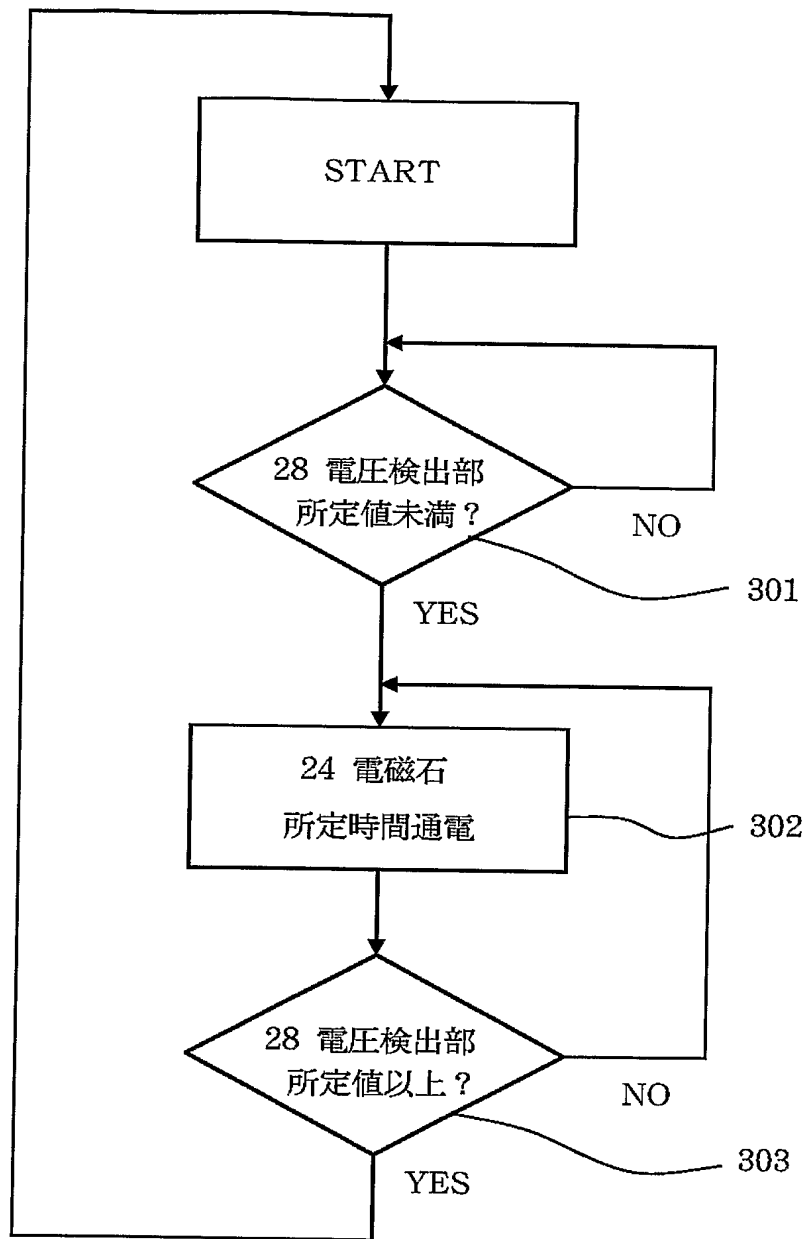 START
28 電圧検出部
所定値未満?
NO
301
YES
24 電磁石
所定時間通電
302
28 電圧検出部
所定値以上?
NO
303
YES